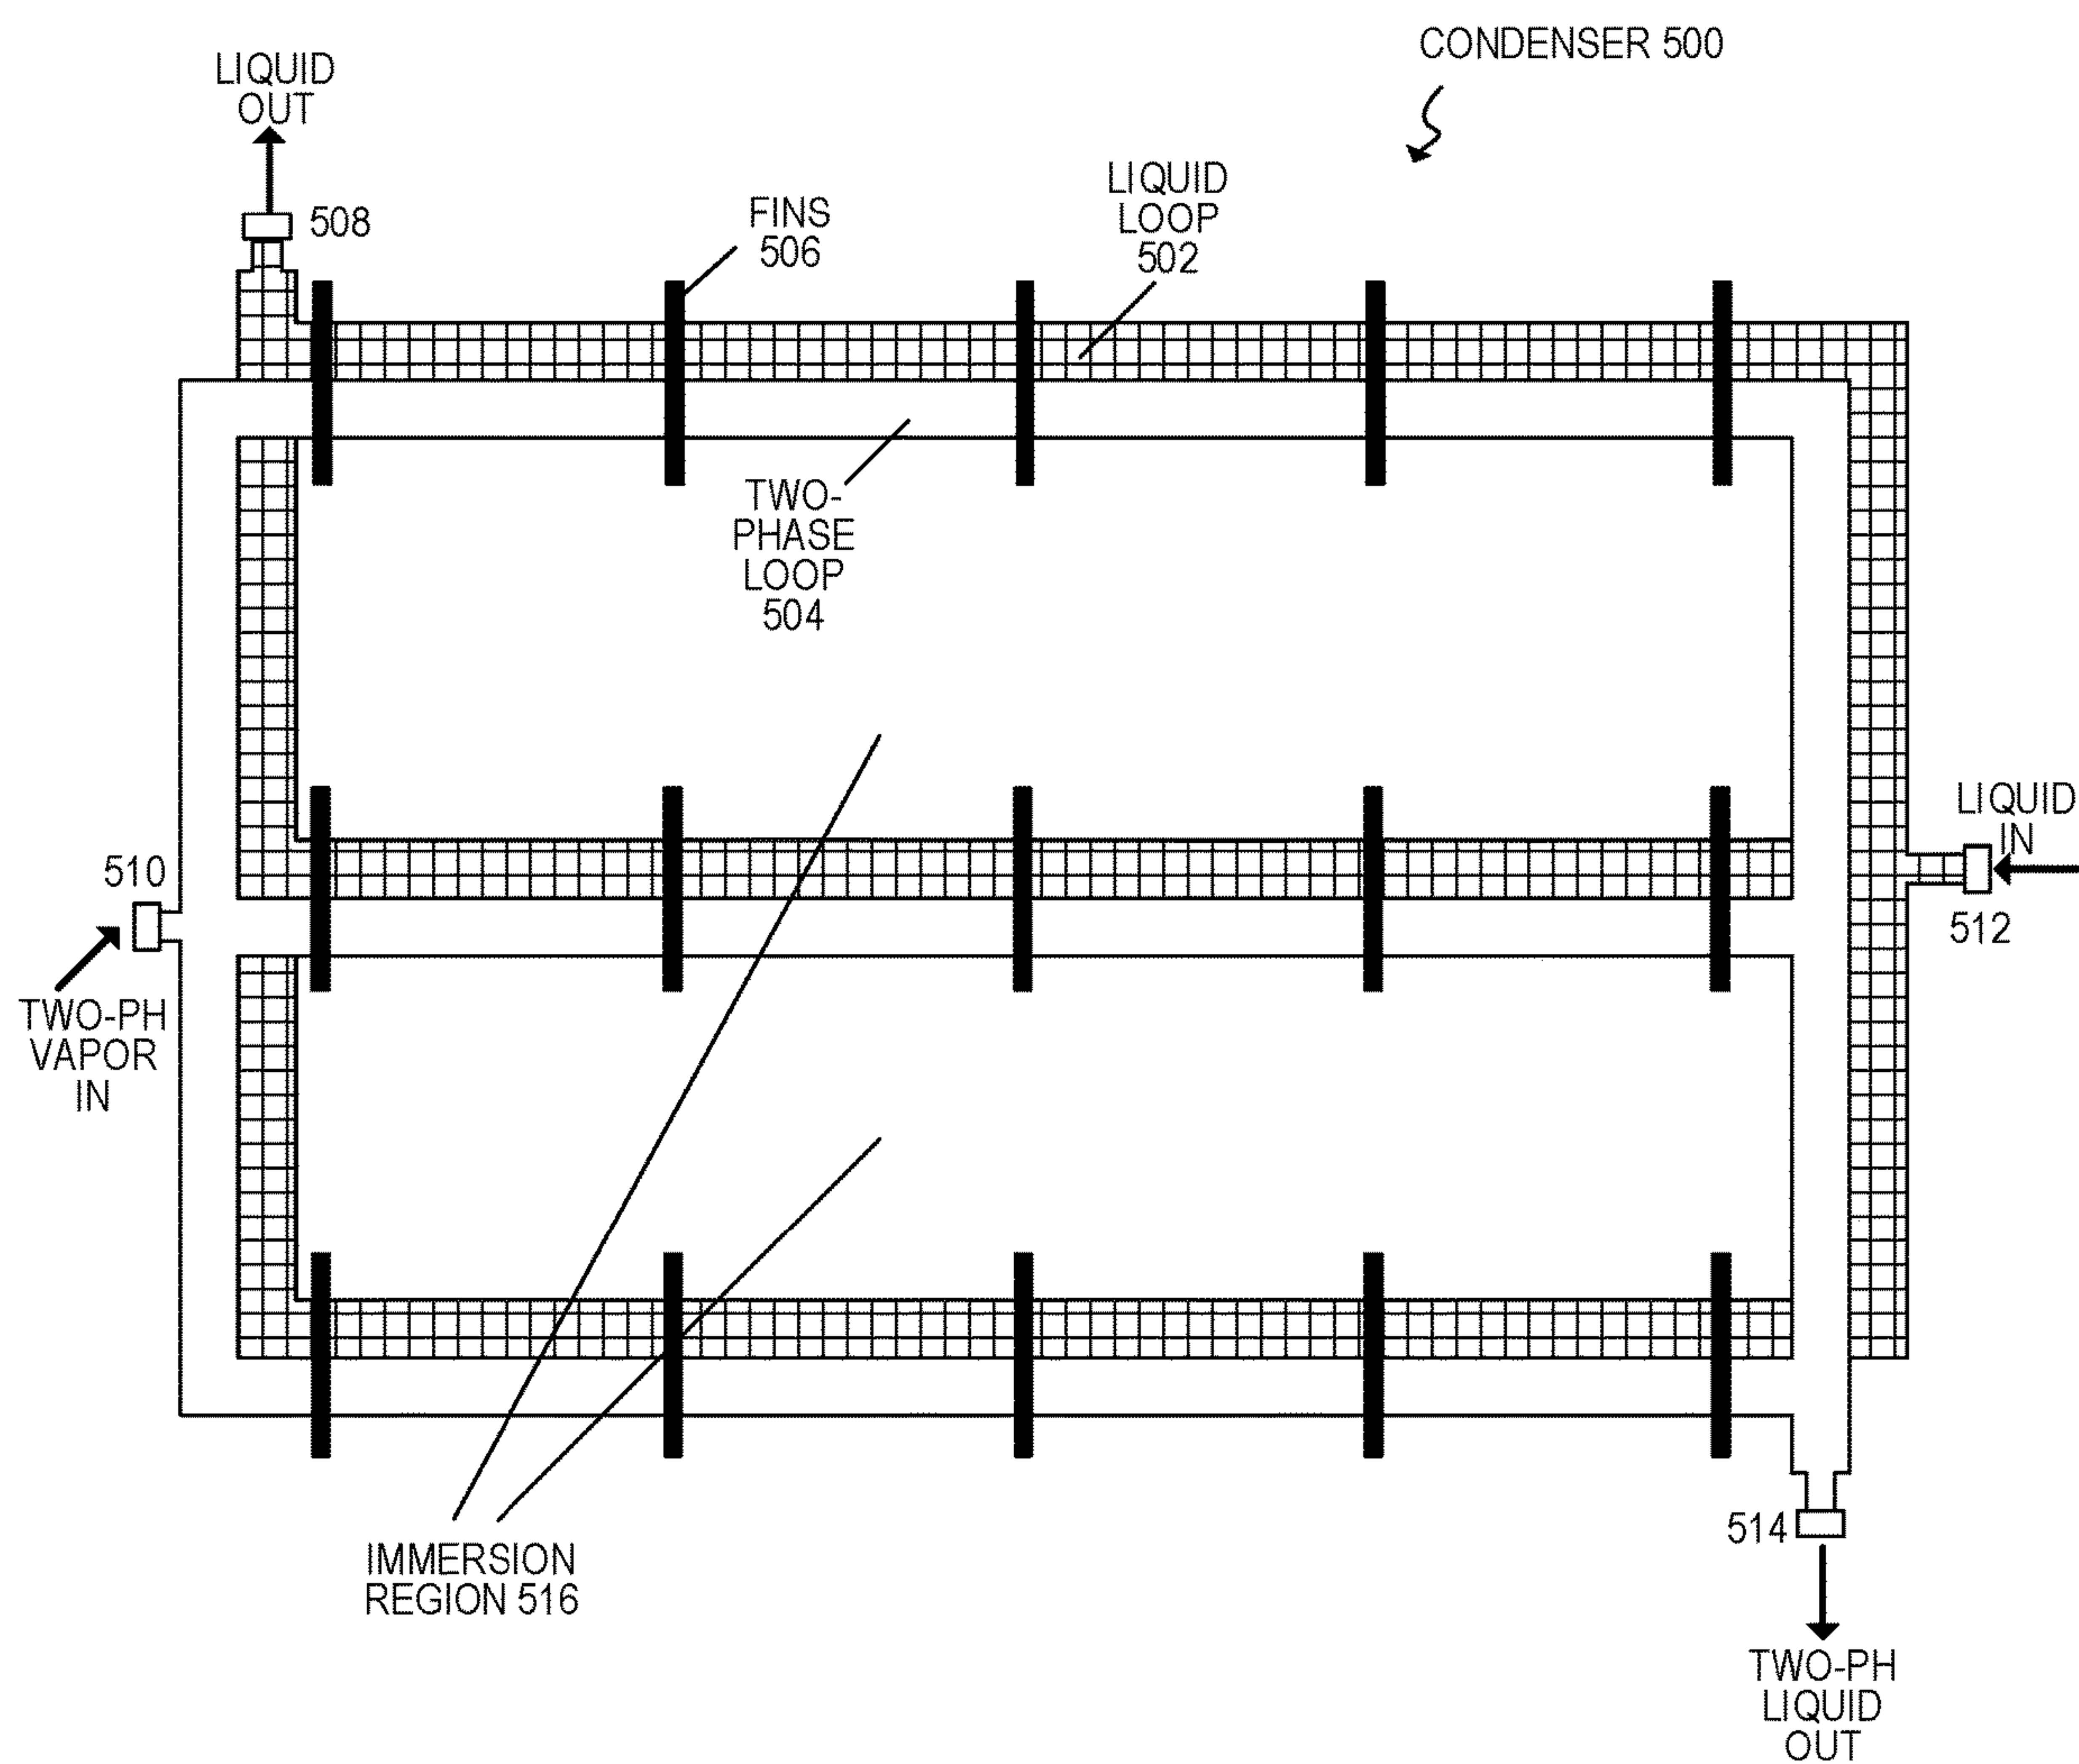 CONDENSER 500
LIQUID
OUT
508
FINS
506
LIQUID
LOOP
502
TWO-
PHASE
LOOP
504
LIQUID
IN
512
510
TWO-PH
VAPOR
IN
IMMERSION
REGION 516
514
TWO-PH
LIQUID
OUT